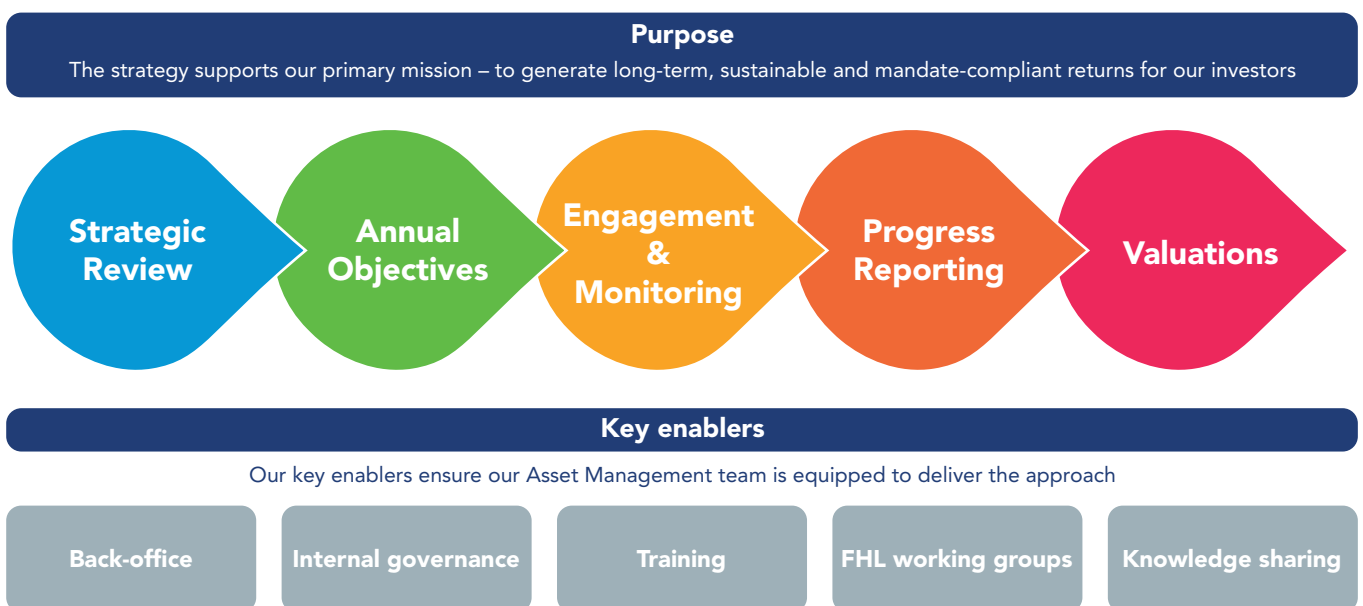 Purpose
The strategy supports our primary mission – to generate long-term, sustainable and mandate-compliant returns for our investors
Strategic
Review
Annual
Objectives
Engagement
&
Monitoring
Progress
Reporting
Valuations
Key enablers
Our key enablers ensure our Asset Management team is equipped to deliver the approach
Back-office
Internal governance
Training
FHL working groups
Knowledge sharing